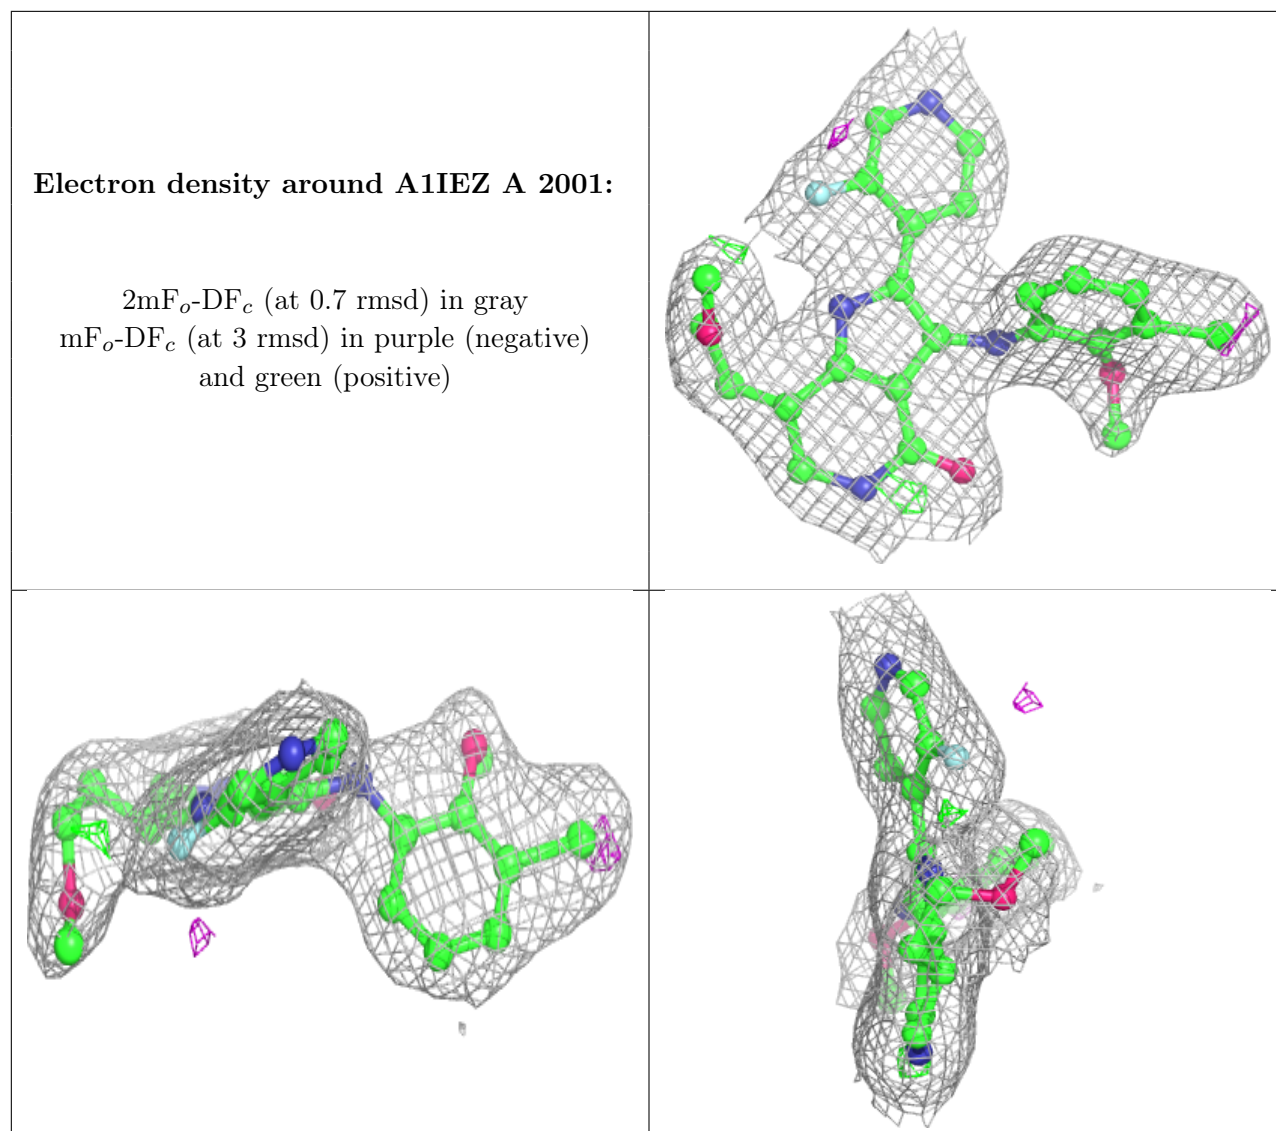 Electron density around A1IEZ A 2001:
2mFₒ-DF𝒸 (at 0.7 rmsd) in gray
mFₒ-DF𝒸 (at 3 rmsd) in purple (negative)
and green (positive)